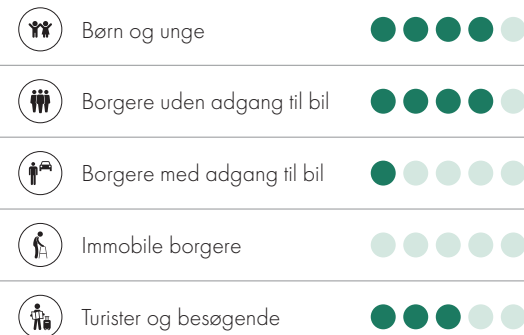 Børn og unge
Borgere uden adgang til bil
Borgere med adgang til bil
Immobile borgere
Turister og besøgende